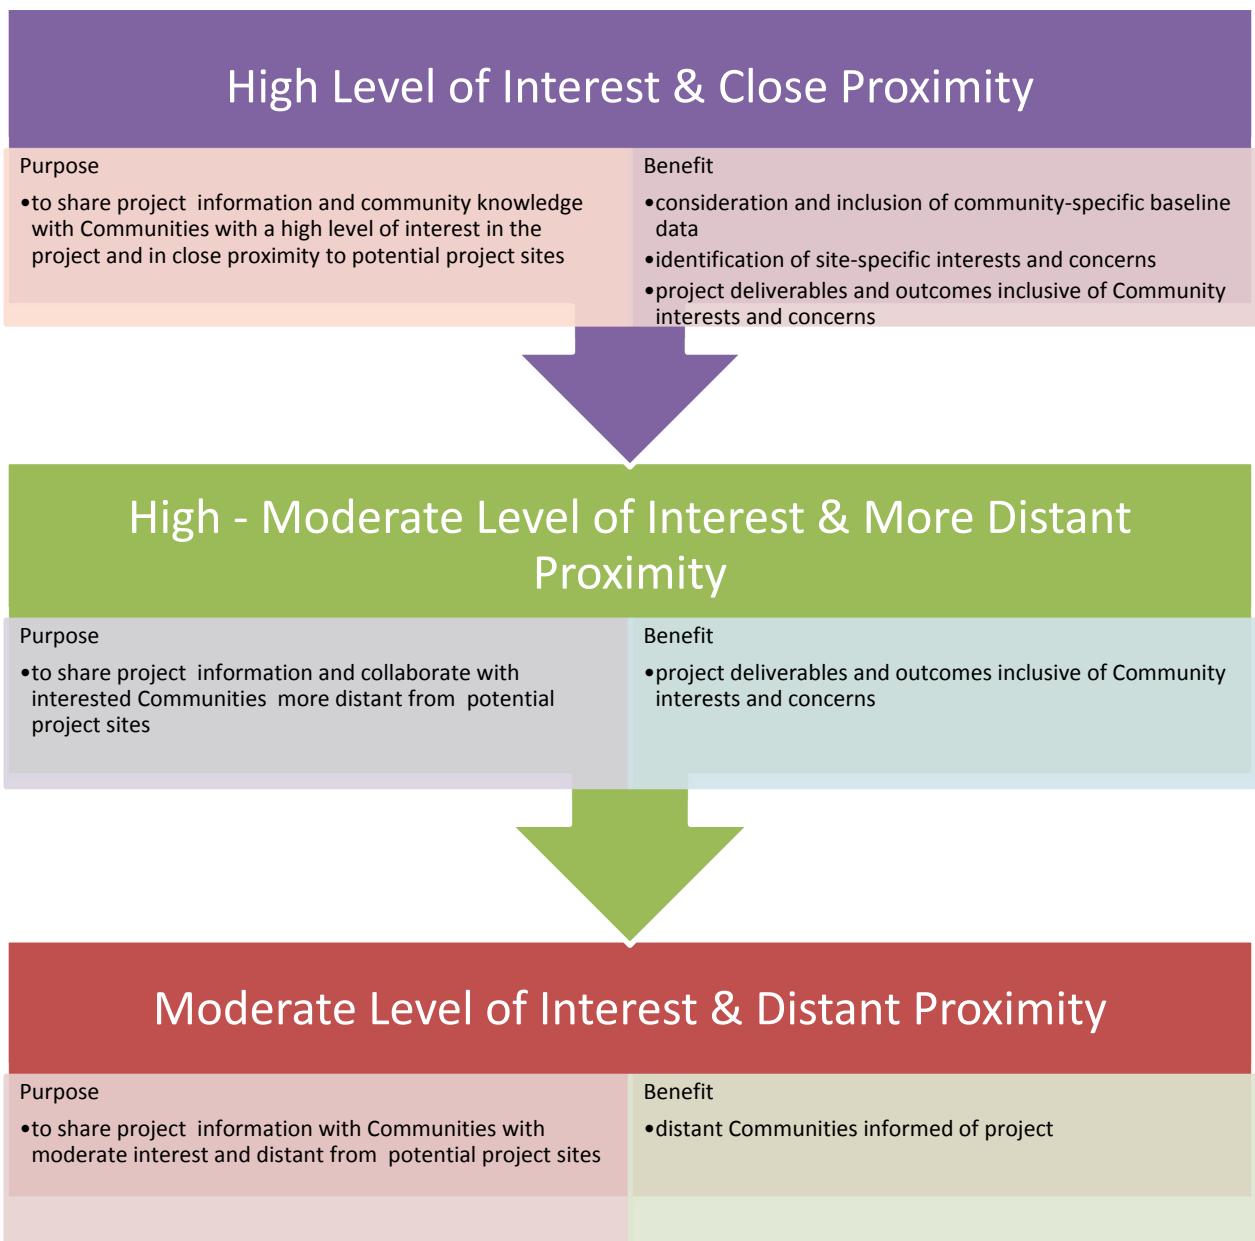 High Level of Interest & Close Proximity
Purpose
•to share project information and community knowledge
with Communities with a high level of interest in the
project and in close proximity to potential project sites
Benefit
•consideration and inclusion of community-specific baseline
data
•identification of site-specific interests and concerns
•project deliverables and outcomes inclusive of Community
interests and concerns
High - Moderate Level of Interest & More Distant
Proximity
Purpose
•to share project information and collaborate with
interested Communities more distant from potential
project sites
Benefit
•project deliverables and outcomes inclusive of Community
interests and concerns
Moderate Level of Interest & Distant Proximity
Purpose
•to share project information with Communities with
moderate interest and distant from potential project sites
Benefit
•distant Communities informed of project